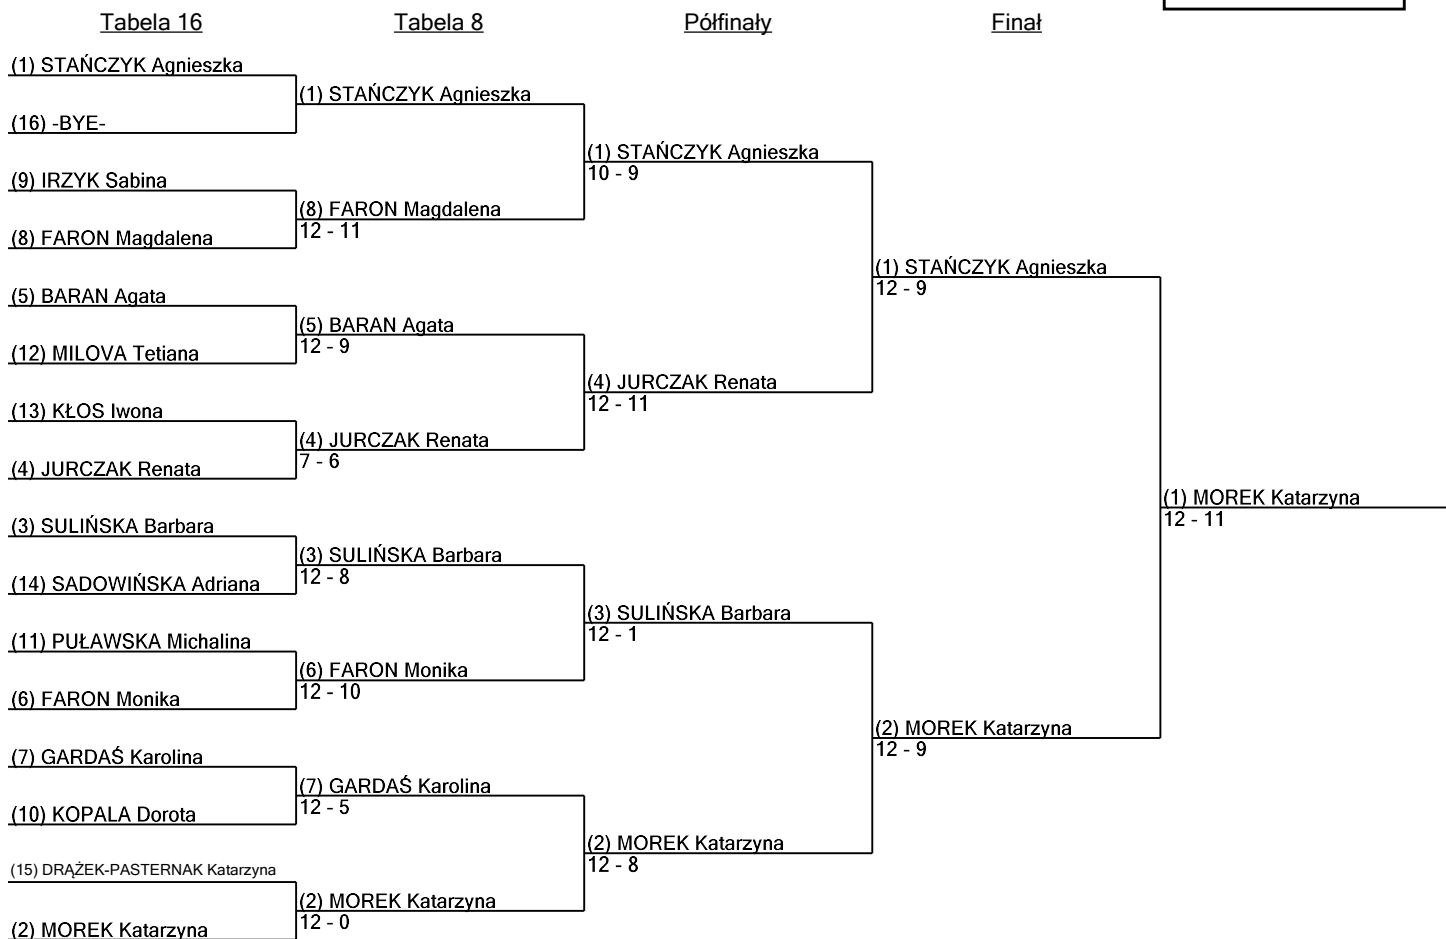 Tabela 16
Tabela 8
Półfinały
Finał
(1) STAŃCZYK Agnieszka
(16) -BYE-
(9) IRZYK Sabina
(8) FARON Magdalena
(5) BARAN Agata
(12) MILOVA Tetiana
(13) KŁOS Iwona
(4) JURCZAK Renata
(3) SULIŃSKA Barbara
(14) SADOWIŃSKA Adriana
(11) PUŁAWSKA Michalina
(6) FARON Monika
(7) GARDAŚ Karolina
(10) KOPALA Dorota
(15) DRĄŻEK-PASTERNAK Katarzyna
(2) MOREK Katarzyna
(1) STAŃCZYK Agnieszka
(8) FARON Magdalena
12 - 11
(5) BARAN Agata
12 - 9
(4) JURCZAK Renata
7 - 6
(3) SULIŃSKA Barbara
12 - 8
(6) FARON Monika
12 - 10
(7) GARDAŚ Karolina
12 - 5
(2) MOREK Katarzyna
12 - 0
(1) STAŃCZYK Agnieszka
10 - 9
(4) JURCZAK Renata
12 - 11
(3) SULIŃSKA Barbara
12 - 1
(2) MOREK Katarzyna
12 - 8
(1) STAŃCZYK Agnieszka
12 - 9
(2) MOREK Katarzyna
12 - 9
(1) MOREK Katarzyna
12 - 11